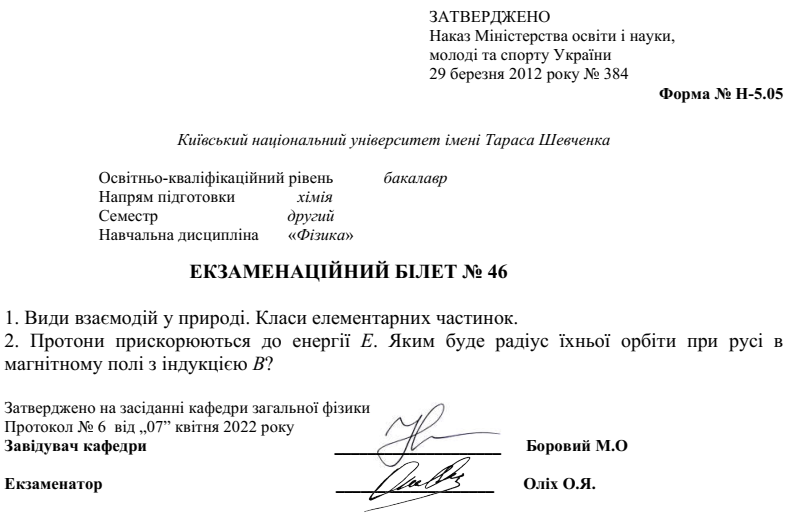 ЗАТВЕРДЖЕНО
Наказ Міністерства освіти і науки,
молоді та спорту України
29 березня 2012 року № 384
Форма № Н-5.05
Київський національний університет імені Тараса Шевченка
Освітньо-кваліфікаційний рівень бакалавр
Напрям підготовки хімія
Семестр другий
Навчальна дисципліна «Фізика»
ЕКЗАМЕНАЦІЙНИЙ БІЛЕТ № 46
1. Види взаємодій у природі. Класи елементарних частинок.
2. Протони прискорюються до енергії E. Яким буде радіус їхньої орбіти при русі в
магнітному полі з індукцією B?
Затверджено на засіданні кафедри загальної фізики
Протокол № 6 від „07” квітня 2022 року
Завідувач кафедри Боровий М.О
Екзаменатор Оліх О.Я.